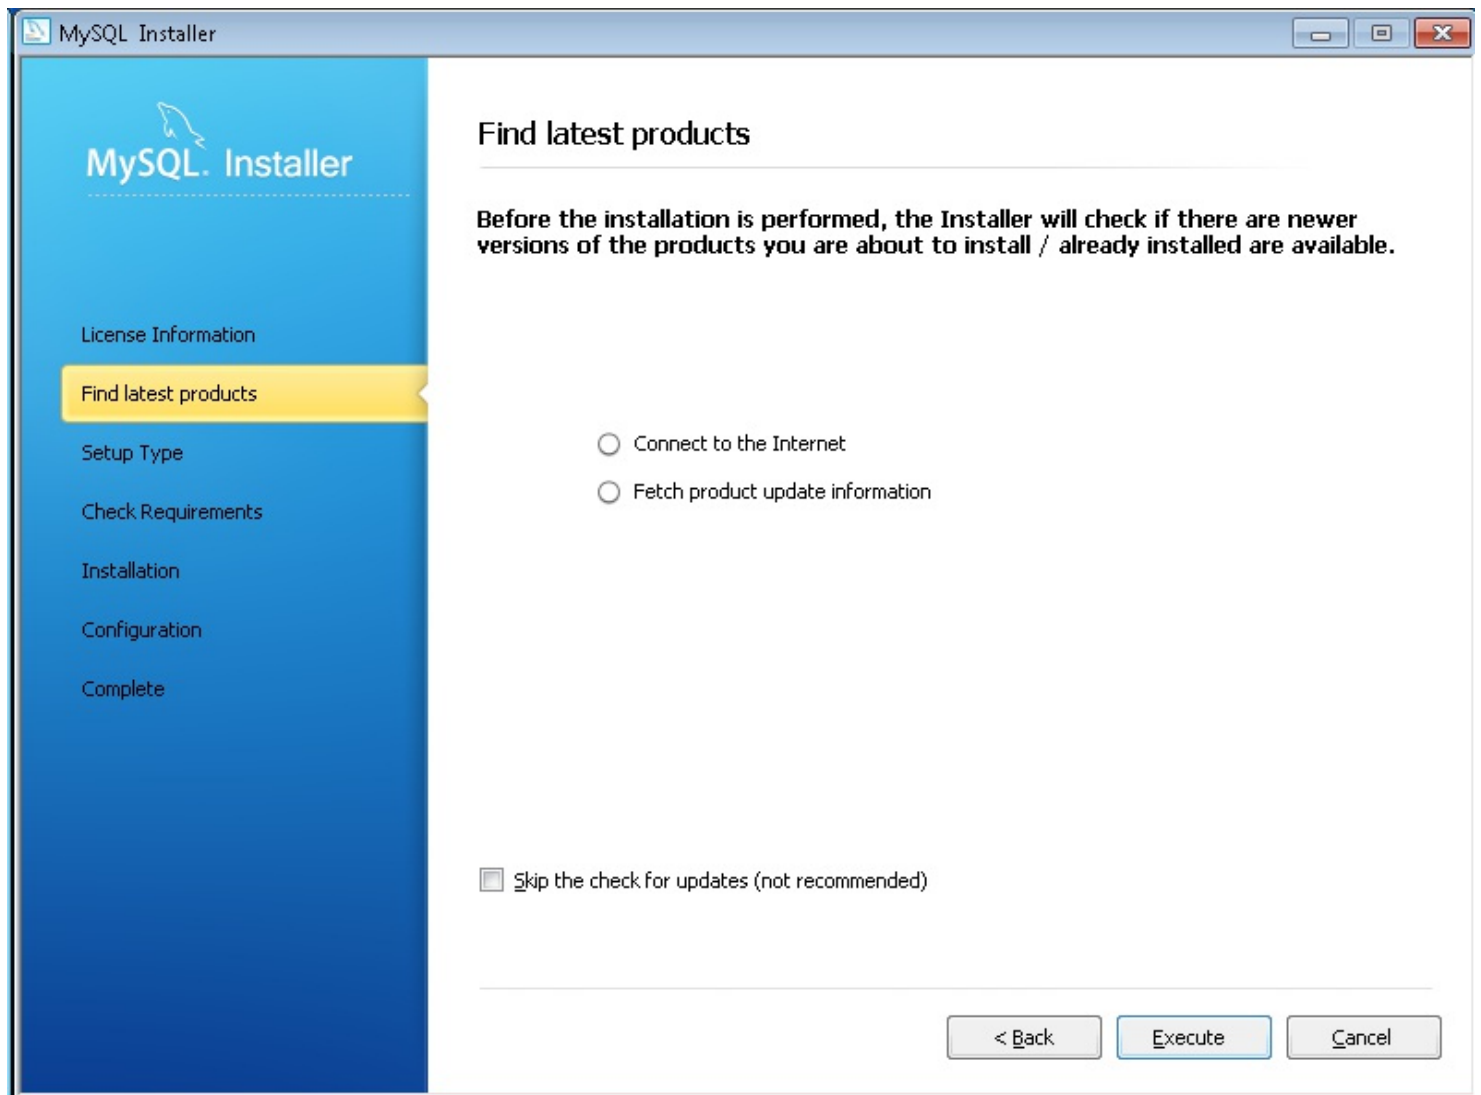 MySQL Installer
MySQL. Installer
License Information
Find latest products
Setup Type
Check Requirements
Installation
Configuration
Complete
Find latest products
Before the installation is performed, the Installer will check if there are newer
versions of the products you are about to install / already installed are available.
Connect to the Internet
Fetch product update information
Skip the check for updates (not recommended)
< Back
Execute
Cancel